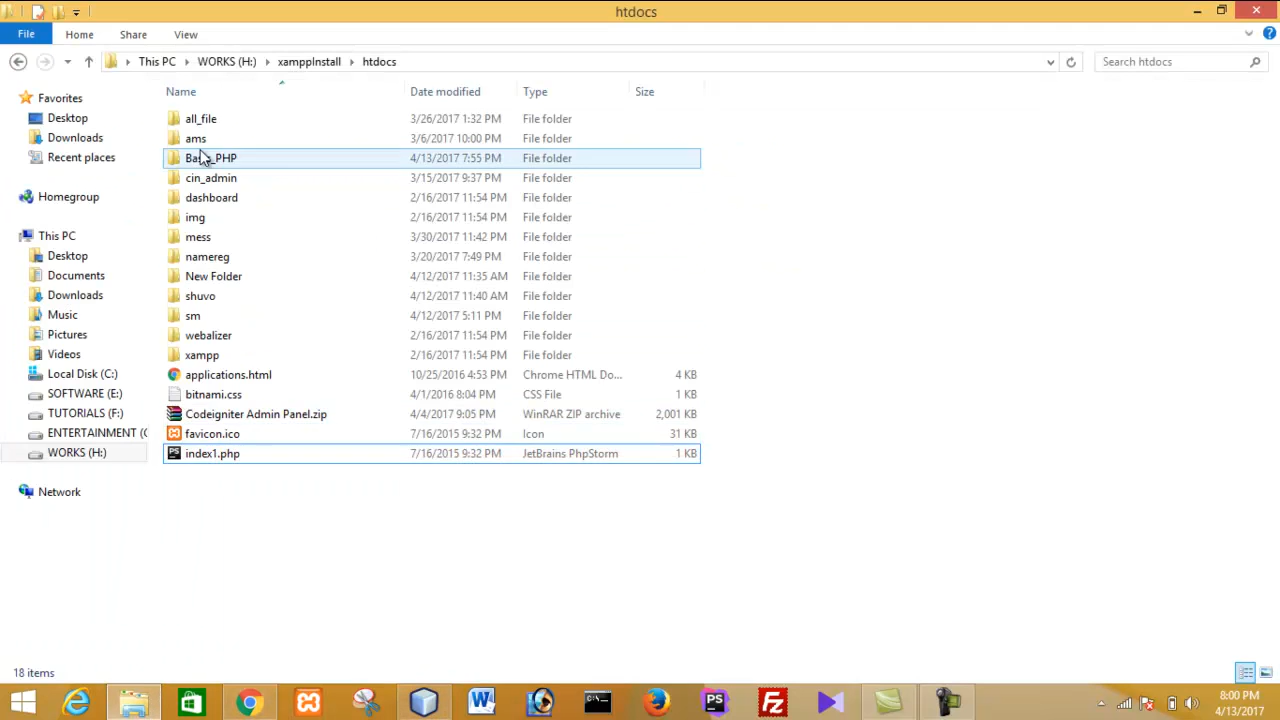 htdocs
File Home Share View
This PC WORKS (H:) xamppInstall htdocs Search htdocs
Name Date modified Type Size
Favorites
Desktop
Downloads
Recent places
Homegroup
This PC
Desktop
Documents
Downloads
Music
Pictures
Videos
Local Disk (C:)
SOFTWARE (E:)
TUTORIALS (F:)
ENTERTAINMENT (
WORKS (H:)
Network
all_file 3/26/2017 1:32 PM File folder
ams 3/6/2017 10:00 PM File folder
Basic_PHP 4/13/2017 7:55 PM File folder
cin_admin 3/15/2017 9:37 PM File folder
dashboard 2/16/2017 11:54 PM File folder
img 2/16/2017 11:54 PM File folder
mess 3/30/2017 11:42 PM File folder
namereg 3/20/2017 7:49 PM File folder
New Folder 4/12/2017 11:35 AM File folder
shuvo 4/12/2017 11:40 AM File folder
sm 4/12/2017 5:11 PM File folder
webalizer 2/16/2017 11:54 PM File folder
xampp 2/16/2017 11:54 PM File folder
applications.html 10/25/2016 4:53 PM Chrome HTML Do... 4 KB
bitnami.css 4/1/2016 8:04 PM CSS File 1 KB
Codeigniter Admin Panel.zip 4/4/2017 9:05 PM WinRAR ZIP archive 2,001 KB
favicon.ico 7/16/2015 9:32 PM Icon 31 KB
index1.php 7/16/2015 9:32 PM JetBrains PhpStorm 1 KB
18 items
8:00 PM
4/13/2017